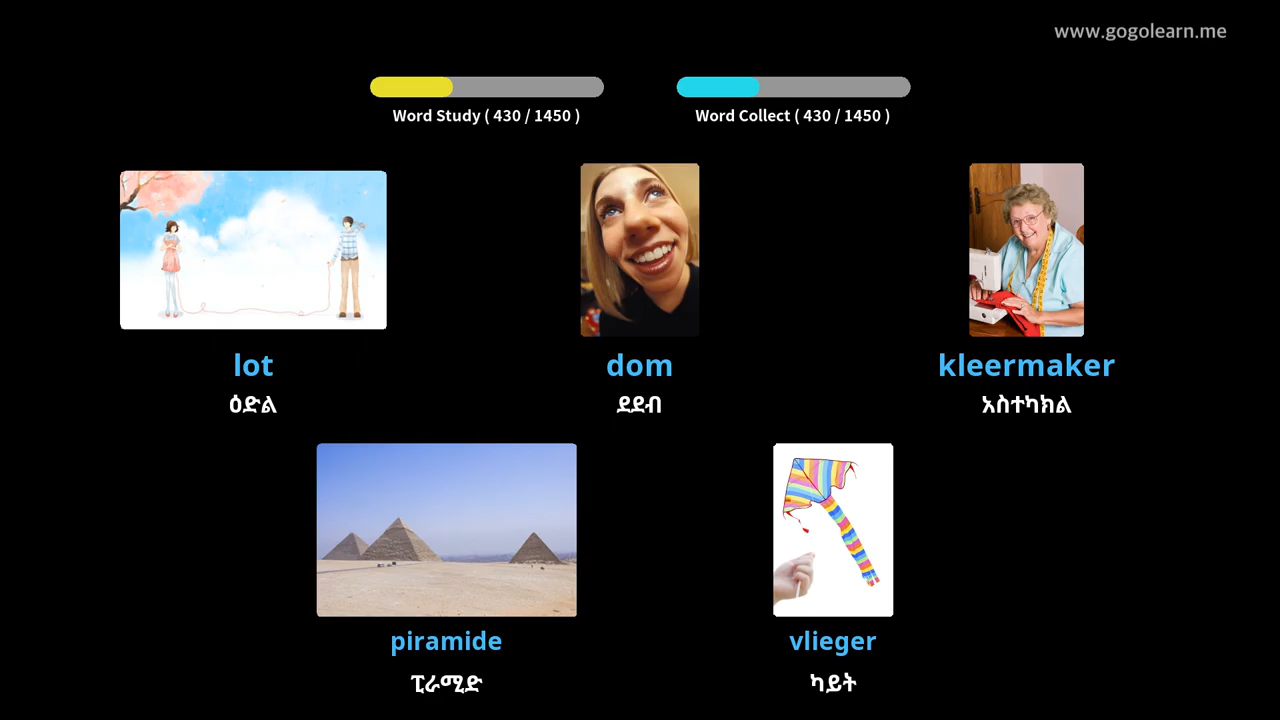 www.gogolearn.me
Word Study ( 430 / 1450 )
Word Collect ( 430 / 1450 )
lot
ዕድል
dom
ደደብ
kleermaker
አስተካክል
piramide
ፒራሚድ
vlieger
ካይት